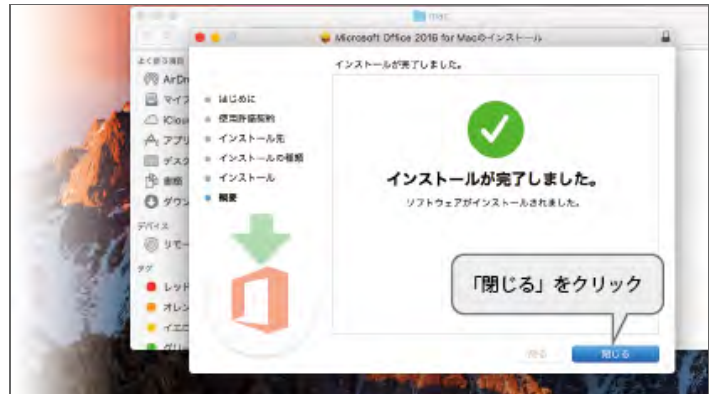 mac
Microsoft Office 2016 for Macのインストール
インストールが完了しました。
よく使う項目
AirDr
マイフ
iClou
アプリ
デスク
書類
ダウン
デバイス
リモー
タグ
レッド
オレン
イエロ
グリー
はじめに
使用許諾契約
インストール先
インストールの種類
インストール
概要
インストールが完了しました。
ソフトウェアがインストールされました。
「閉じる」をクリック
戻る
閉じる